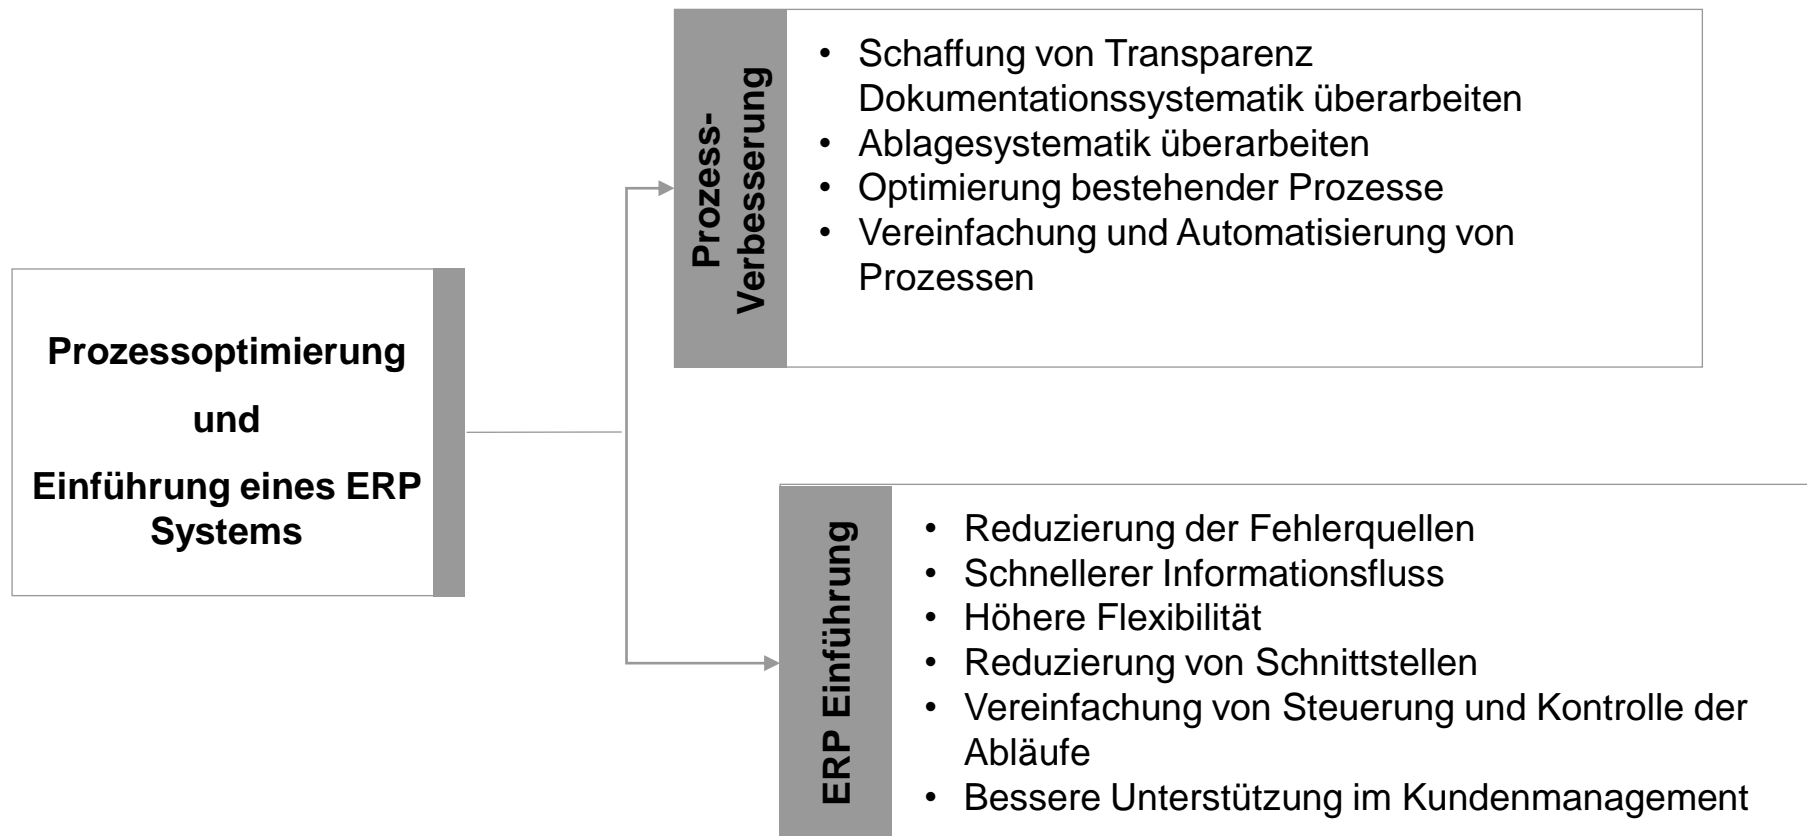 Prozessoptimierung
und
Einführung eines ERP
Systems
Prozess-
Verbesserung
• Schaffung von Transparenz
Dokumentationssystematik überarbeiten
• Ablagesystematik überarbeiten
• Optimierung bestehender Prozesse
• Vereinfachung und Automatisierung von
Prozessen
ERP Einführung
• Reduzierung der Fehlerquellen
• Schnellerer Informationsfluss
• Höhere Flexibilität
• Reduzierung von Schnittstellen
• Vereinfachung von Steuerung und Kontrolle der
Abläufe
• Bessere Unterstützung im Kundenmanagement